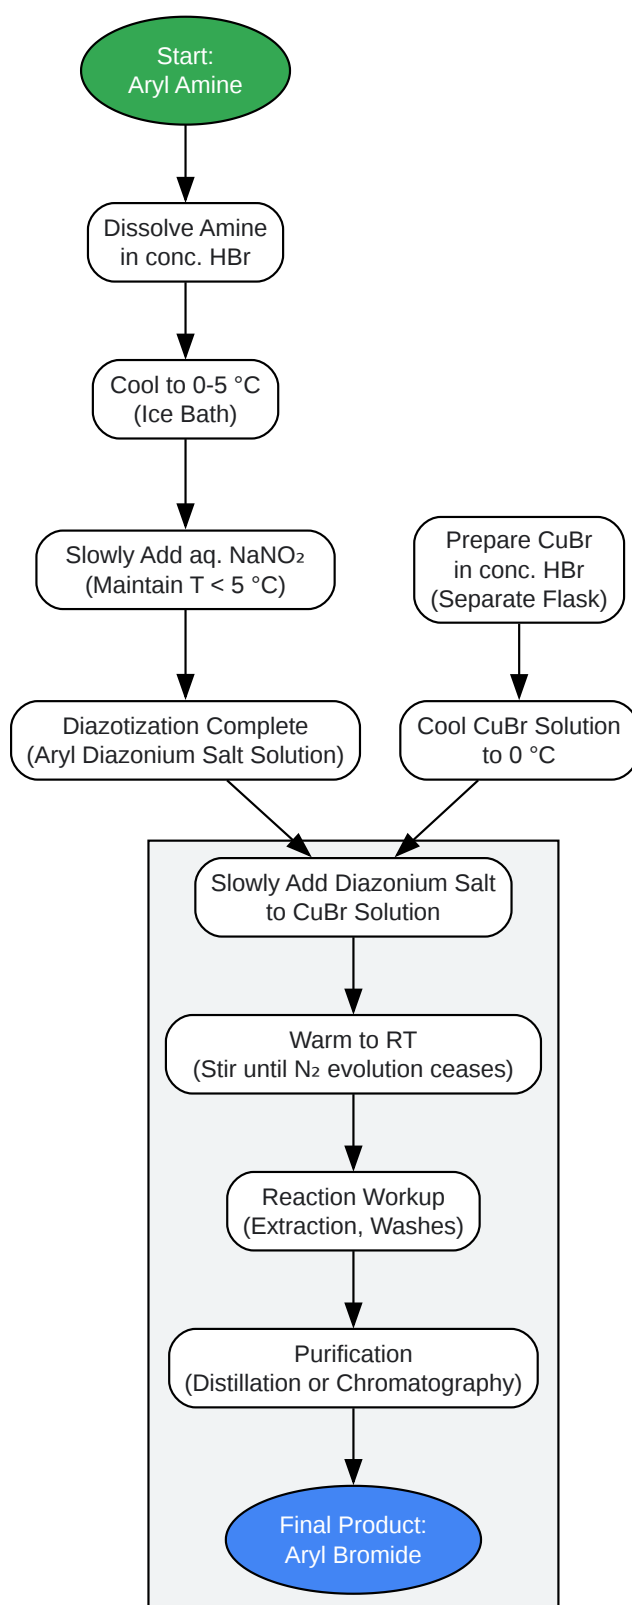 Start:
Aryl Amine
Dissolve Amine
in conc. HBr
Cool to 0-5 °C
(Ice Bath)
Slowly Add aq. NaNO₂
(Maintain T < 5 °C)
Prepare CuBr
in conc. HBr
(Separate Flask)
Diazotization Complete
(Aryl Diazonium Salt Solution)
Cool CuBr Solution
to 0 °C
Slowly Add Diazonium Salt
to CuBr Solution
Warm to RT
(Stir until N₂ evolution ceases)
Reaction Workup
(Extraction, Washes)
Purification
(Distillation or Chromatography)
Final Product:
Aryl Bromide